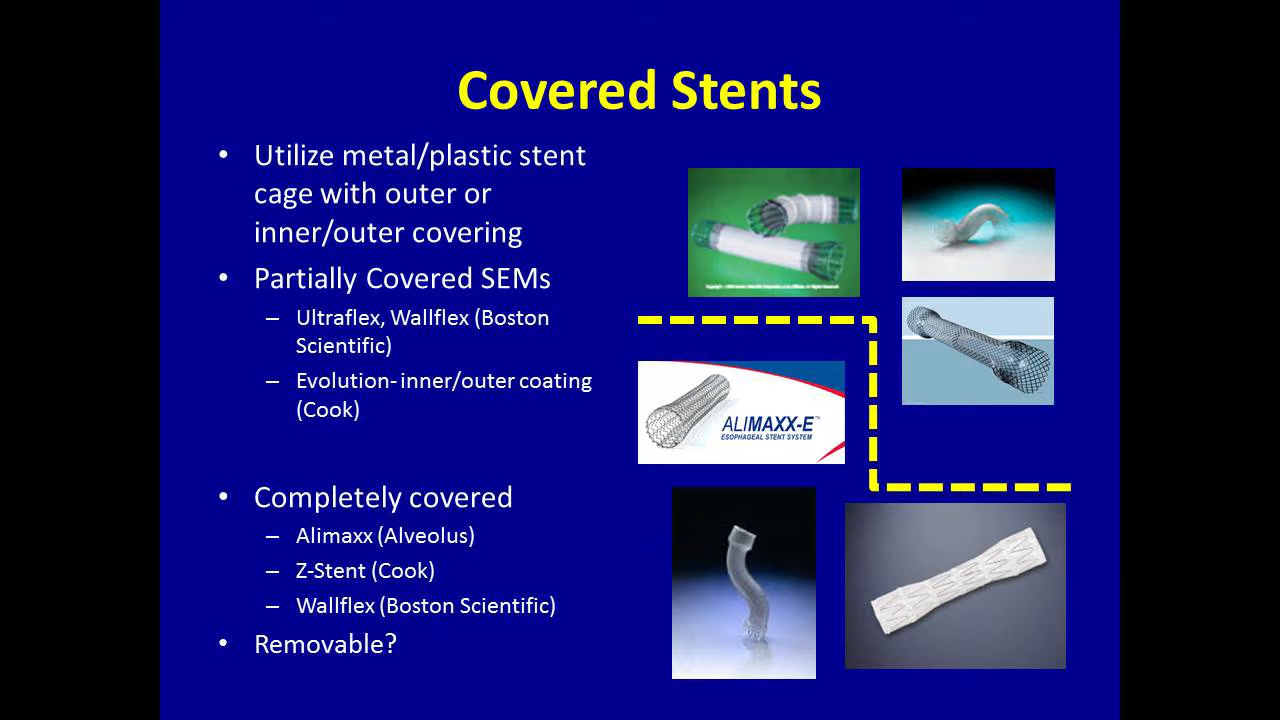 Covered Stents
• Utilize metal/plastic stent
cage with outer or
inner/outer covering
• Partially Covered SEMs
– Ultraflex, Wallflex (Boston
Scientific)
– Evolution- inner/outer coating
(Cook)
• Completely covered
– Alimaxx (Alveolus)
– Z-Stent (Cook)
– Wallflex (Boston Scientific)
• Removable?
ALIMAXX-E™
ESOPHAGEAL STENT SYSTEM